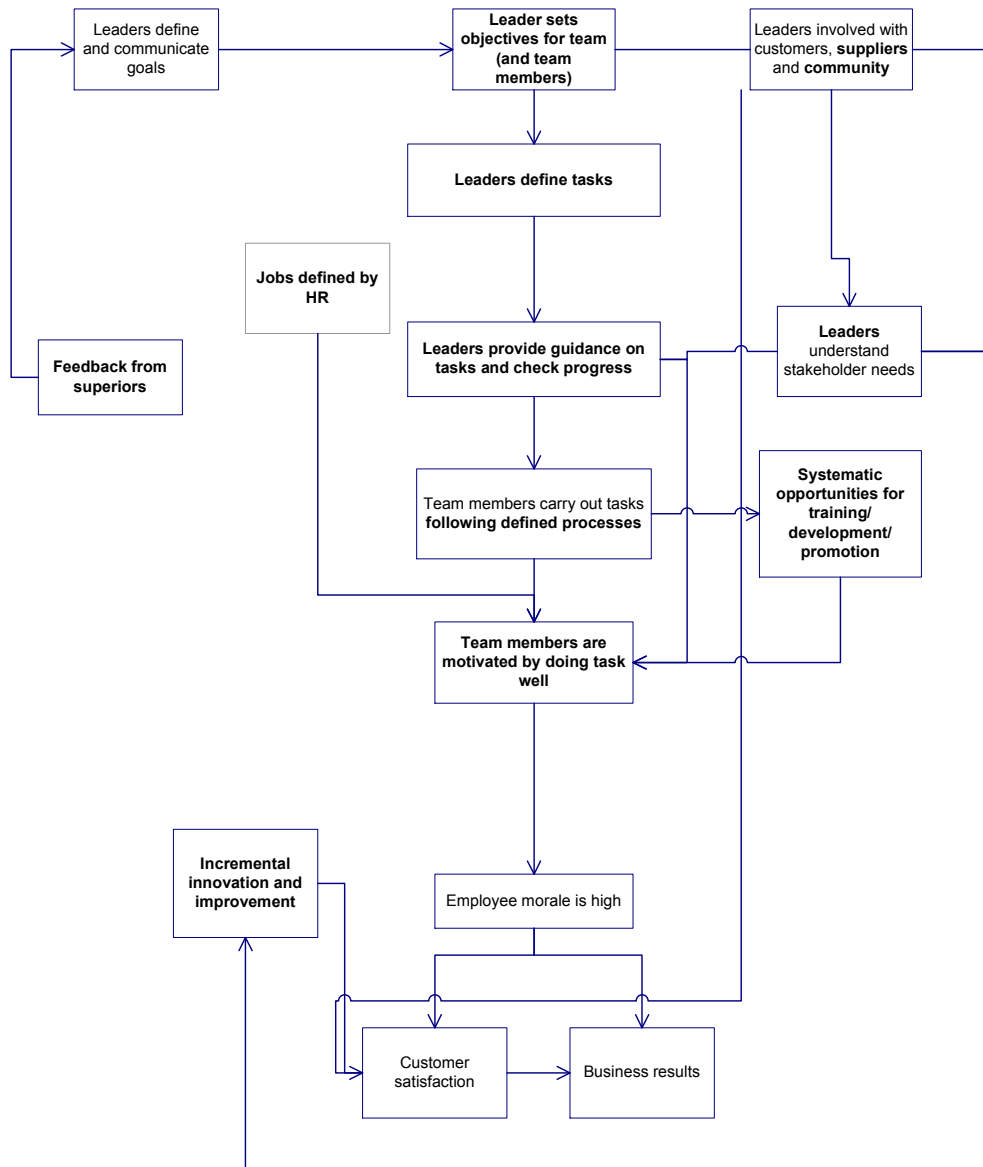 Leaders define
and communicate
goals
Leader sets
objectives for team
(and team
members)
Leaders involved with
customers, suppliers
and community
Leaders define tasks
Jobs defined by
HR
Leaders provide guidance on
tasks and check progress
Leaders
understand
stakeholder needs
Feedback from
superiors
Team members carry out tasks
following defined processes
Systematic
opportunities for
training/
development/
promotion
Team members are
motivated by doing task
well
Incremental
innovation and
improvement
Employee morale is high
Customer
satisfaction
Business results